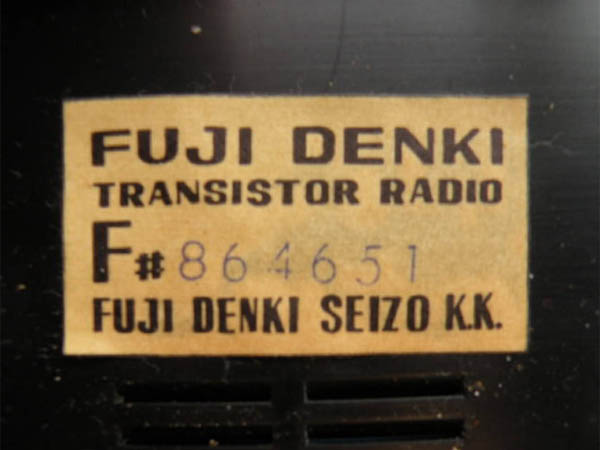 FUJI DENKI
TRANSISTOR RADIO
F# 864651
FUJI DENKI SEIZO K.K.